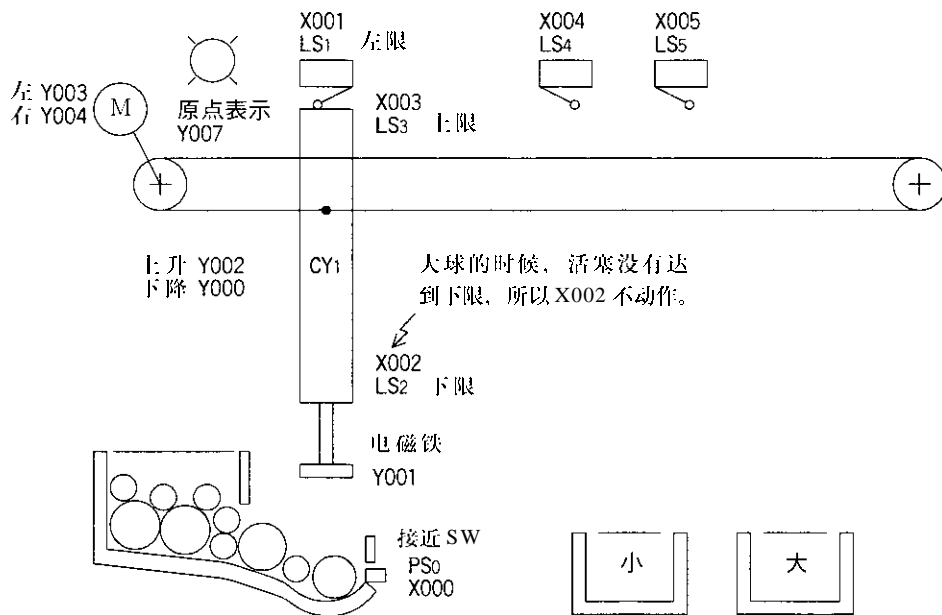 X001
LS1 左限
X004
LS4
X005
LS5
左 Y003
右 Y004
M
原点表示
Y007
X003
LS3 上限
上升 Y002
下降 Y000
CY1
大球的时候，活塞没有达
到下限，所以X002不动作。
X002
LS2 下限
电磁铁
Y001
接近SW
PS0
X000
小
大